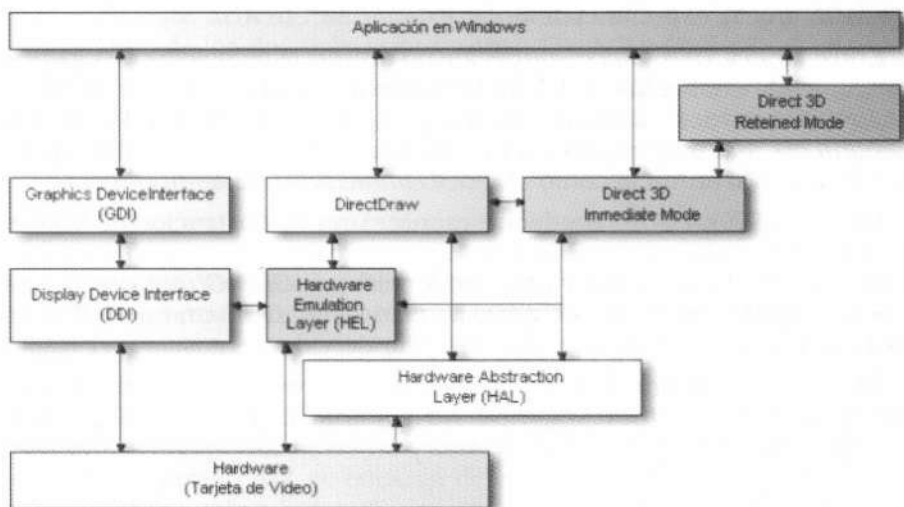 Aplicación en Windows
Direct 3D
Reteined Mode
Graphics DeviceInterface
(GDI)
DirectDraw
Direct 3D
Immediate Mode
Display Device Interface
(DDI)
Hardware
Emulation
Layer (HEL)
Hardware Abstraction
Layer (HAL)
Hardware
(Tarjeta de Video)